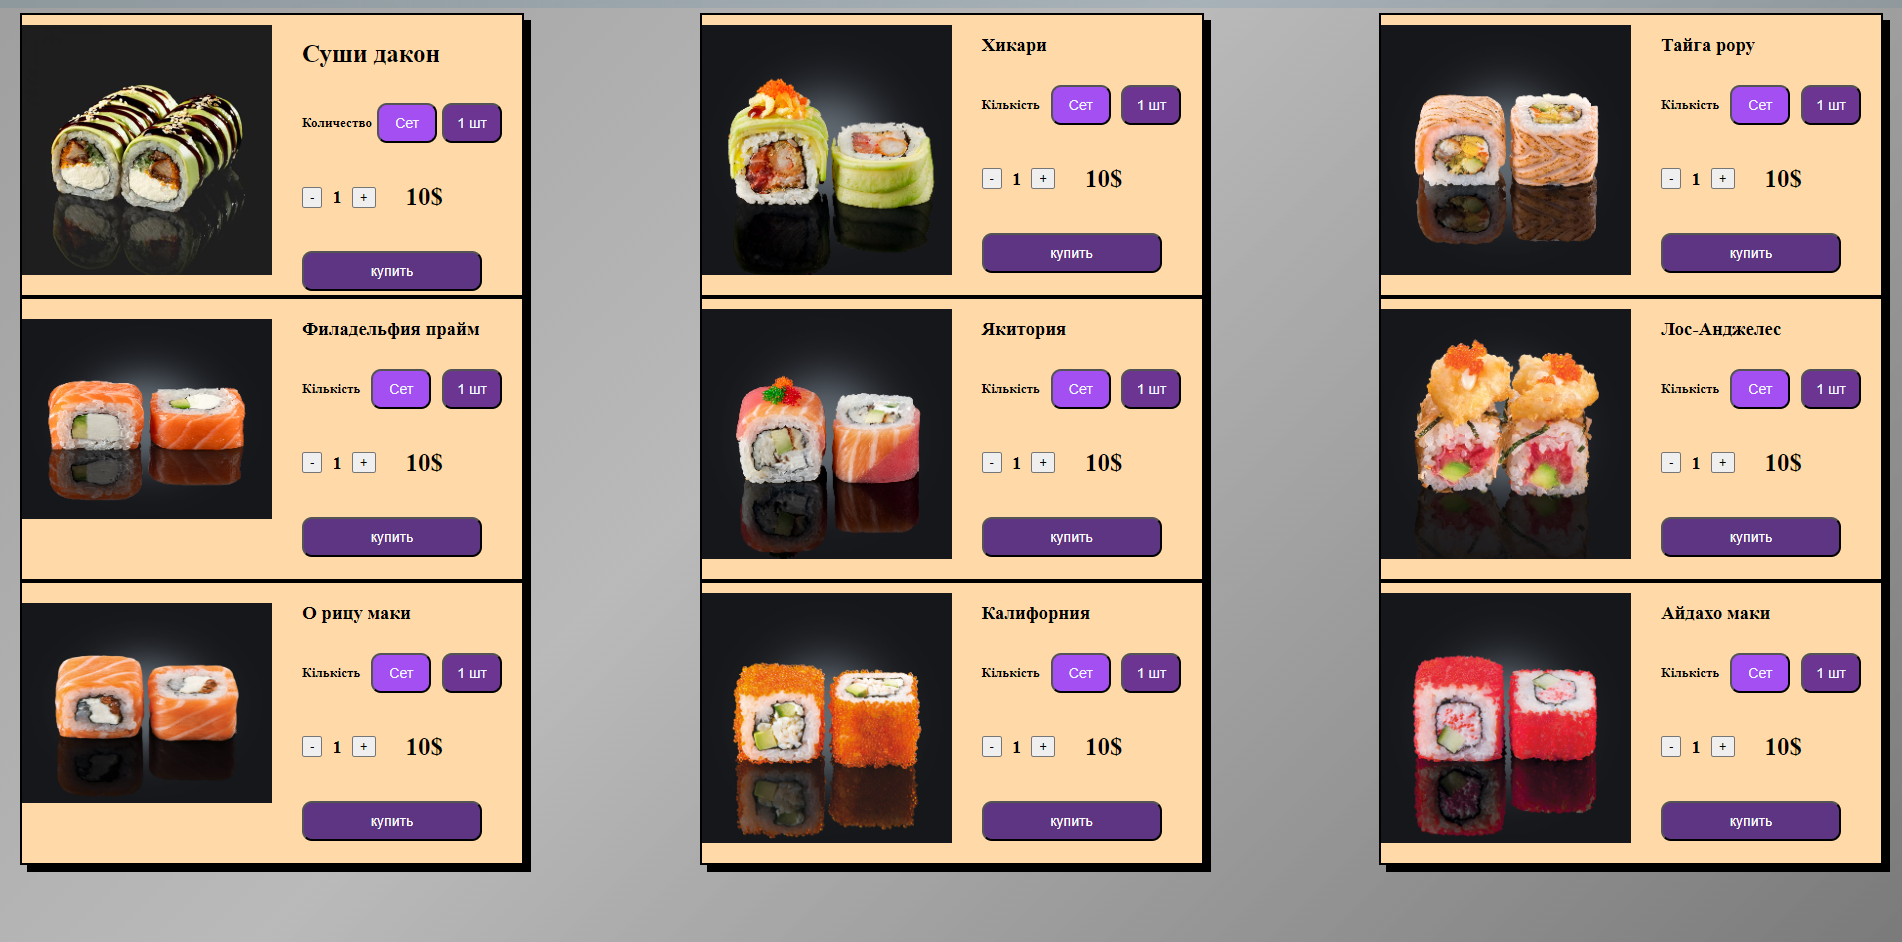 Суши дакон
Количество Сет 1 шт
- 1 + 10$
купить
Хикари
Кількість Сет 1 шт
- 1 + 10$
купить
Тайга рору
Кількість Сет 1 шт
- 1 + 10$
купить
Филадельфия прайм
Кількість Сет 1 шт
- 1 + 10$
купить
Якитория
Кількість Сет 1 шт
- 1 + 10$
купить
Лос-Анджелес
Кількість Сет 1 шт
- 1 + 10$
купить
О рицу маки
Кількість Сет 1 шт
- 1 + 10$
купить
Калифорния
Кількість Сет 1 шт
- 1 + 10$
купить
Айдахо маки
Кількість Сет 1 шт
- 1 + 10$
купить